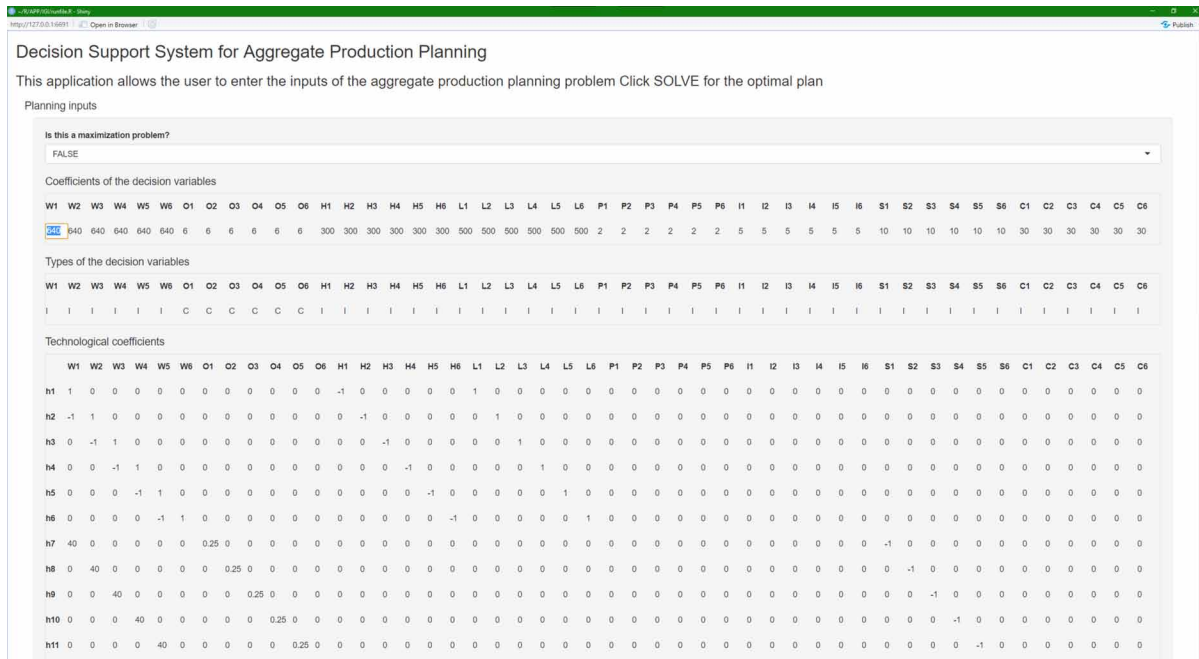 ~/R/APP/IGI/runfile.R - Shiny
http://127.0.0.1:6691 Open in Browser Publish
Decision Support System for Aggregate Production Planning
This application allows the user to enter the inputs of the aggregate production planning problem Click SOLVE for the optimal plan
Planning inputs
Is this a maximization problem?
FALSE
Coefficients of the decision variables
W1 W2 W3 W4 W5 W6 O1 O2 O3 O4 O5 O6 H1 H2 H3 H4 H5 H6 L1 L2 L3 L4 L5 L6 P1 P2 P3 P4 P5 P6 I1 I2 I3 I4 I5 I6 S1 S2 S3 S4 S5 S6 C1 C2 C3 C4 C5 C6
640 640 640 640 640 640 6 6 6 6 6 6 300 300 300 300 300 300 500 500 500 500 500 500 2 2 2 2 2 2 5 5 5 5 5 5 10 10 10 10 10 10 30 30 30 30 30 30
Types of the decision variables
W1 W2 W3 W4 W5 W6 O1 O2 O3 O4 O5 O6 H1 H2 H3 H4 H5 H6 L1 L2 L3 L4 L5 L6 P1 P2 P3 P4 P5 P6 I1 I2 I3 I4 I5 I6 S1 S2 S3 S4 S5 S6 C1 C2 C3 C4 C5 C6
I I I I I I C C C C C C I I I I I I I I I I I I I I I I I I I I I I I I I I I I I I I I I I I I
Technological coefficients
W1 W2 W3 W4 W5 W6 O1 O2 O3 O4 O5 O6 H1 H2 H3 H4 H5 H6 L1 L2 L3 L4 L5 L6 P1 P2 P3 P4 P5 P6 I1 I2 I3 I4 I5 I6 S1 S2 S3 S4 S5 S6 C1 C2 C3 C4 C5 C6
h1 1 0 0 0 0 0 0 0 0 0 0 0 -1 0 0 0 0 0 1 0 0 0 0 0 0 0 0 0 0 0 0 0 0 0 0 0 0 0 0 0 0 0 0 0 0 0 0 0
h2 -1 1 0 0 0 0 0 0 0 0 0 0 0 -1 0 0 0 0 0 1 0 0 0 0 0 0 0 0 0 0 0 0 0 0 0 0 0 0 0 0 0 0 0 0 0 0 0 0
h3 0 -1 1 0 0 0 0 0 0 0 0 0 0 0 -1 0 0 0 0 0 1 0 0 0 0 0 0 0 0 0 0 0 0 0 0 0 0 0 0 0 0 0 0 0 0 0 0 0
h4 0 0 -1 1 0 0 0 0 0 0 0 0 0 0 0 -1 0 0 0 0 0 1 0 0 0 0 0 0 0 0 0 0 0 0 0 0 0 0 0 0 0 0 0 0 0 0 0 0
h5 0 0 0 -1 1 0 0 0 0 0 0 0 0 0 0 0 -1 0 0 0 0 0 1 0 0 0 0 0 0 0 0 0 0 0 0 0 0 0 0 0 0 0 0 0 0 0 0 0
h6 0 0 0 0 -1 1 0 0 0 0 0 0 0 0 0 0 0 -1 0 0 0 0 0 1 0 0 0 0 0 0 0 0 0 0 0 0 0 0 0 0 0 0 0 0 0 0 0 0
h7 40 0 0 0 0 0 0.25 0 0 0 0 0 0 0 0 0 0 0 0 0 0 0 0 0 0 0 0 0 0 0 0 0 0 0 0 0 -1 0 0 0 0 0 0 0 0 0 0 0
h8 0 40 0 0 0 0 0 0.25 0 0 0 0 0 0 0 0 0 0 0 0 0 0 0 0 0 0 0 0 0 0 0 0 0 0 0 0 0 -1 0 0 0 0 0 0 0 0 0 0
h9 0 0 40 0 0 0 0 0 0.25 0 0 0 0 0 0 0 0 0 0 0 0 0 0 0 0 0 0 0 0 0 0 0 0 0 0 0 0 0 -1 0 0 0 0 0 0 0 0 0
h10 0 0 0 40 0 0 0 0 0 0.25 0 0 0 0 0 0 0 0 0 0 0 0 0 0 0 0 0 0 0 0 0 0 0 0 0 0 0 0 0 -1 0 0 0 0 0 0 0 0
h11 0 0 0 0 40 0 0 0 0 0 0.25 0 0 0 0 0 0 0 0 0 0 0 0 0 0 0 0 0 0 0 0 0 0 0 0 0 0 0 0 0 -1 0 0 0 0 0 0 0